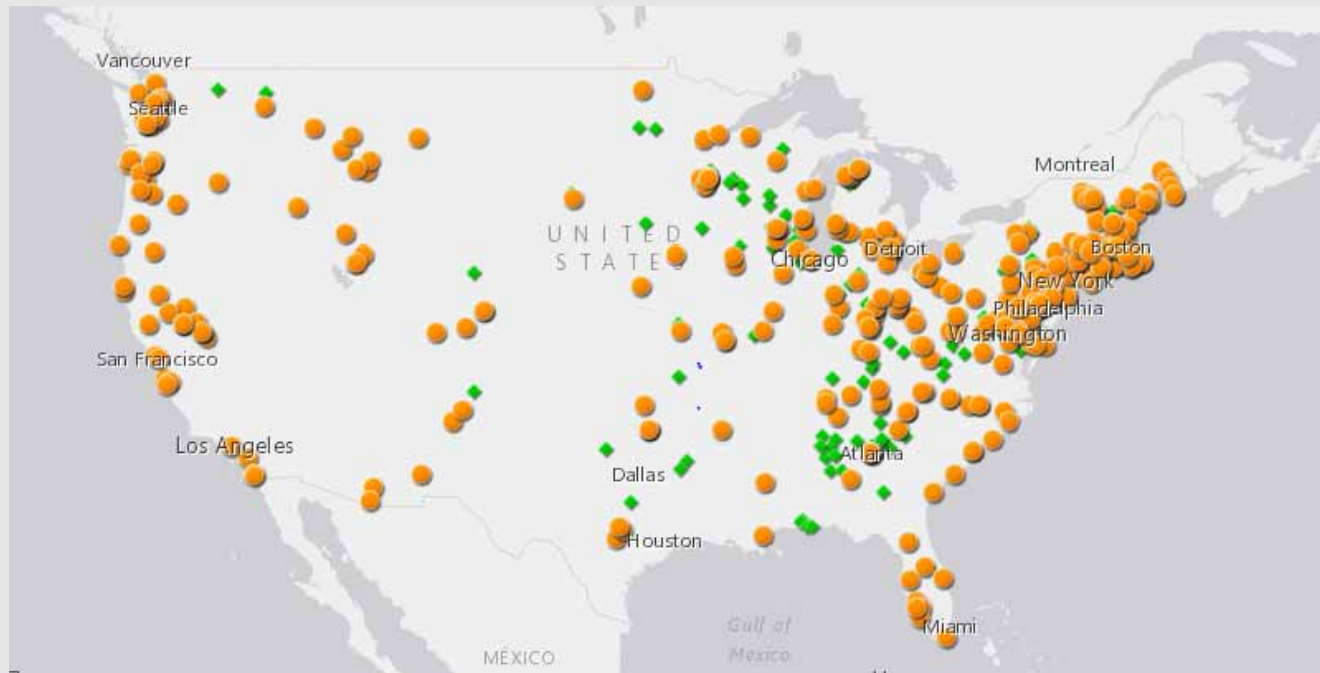 Vancouver
Seattle
Montreal
UNITED
STATES
Detroit
Boston
Chicago
New York
Philadelphia
Washington
San Francisco
Los Angeles
Atlanta
Dallas
Houston
Gulf of
Mexico
Miami
MÉXICO